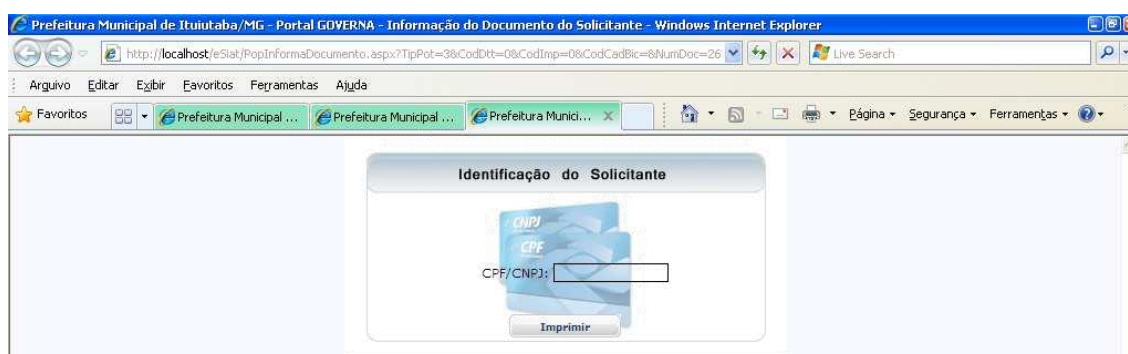 Prefeitura Municipal de Ituiutaba/MG - Portal GOVERNA - Informação do Documento do Solicitante - Windows Internet Explorer
http://localhost/eSiat/PopInformaDocumento.aspx?TipPot=3&CodDtt=0&CodImp=0&CodCadBic=&NumDoc=26 Live Search
Arquivo Editar Exibir Favoritos Ferramentas Ajuda
Favoritos Prefeitura Municipal ... Prefeitura Municipal ... Prefeitura Munici... Página Segurança Ferramentas
Identificação do Solicitante
CNPJ
CPF
CPF/CNPJ:
Imprimir